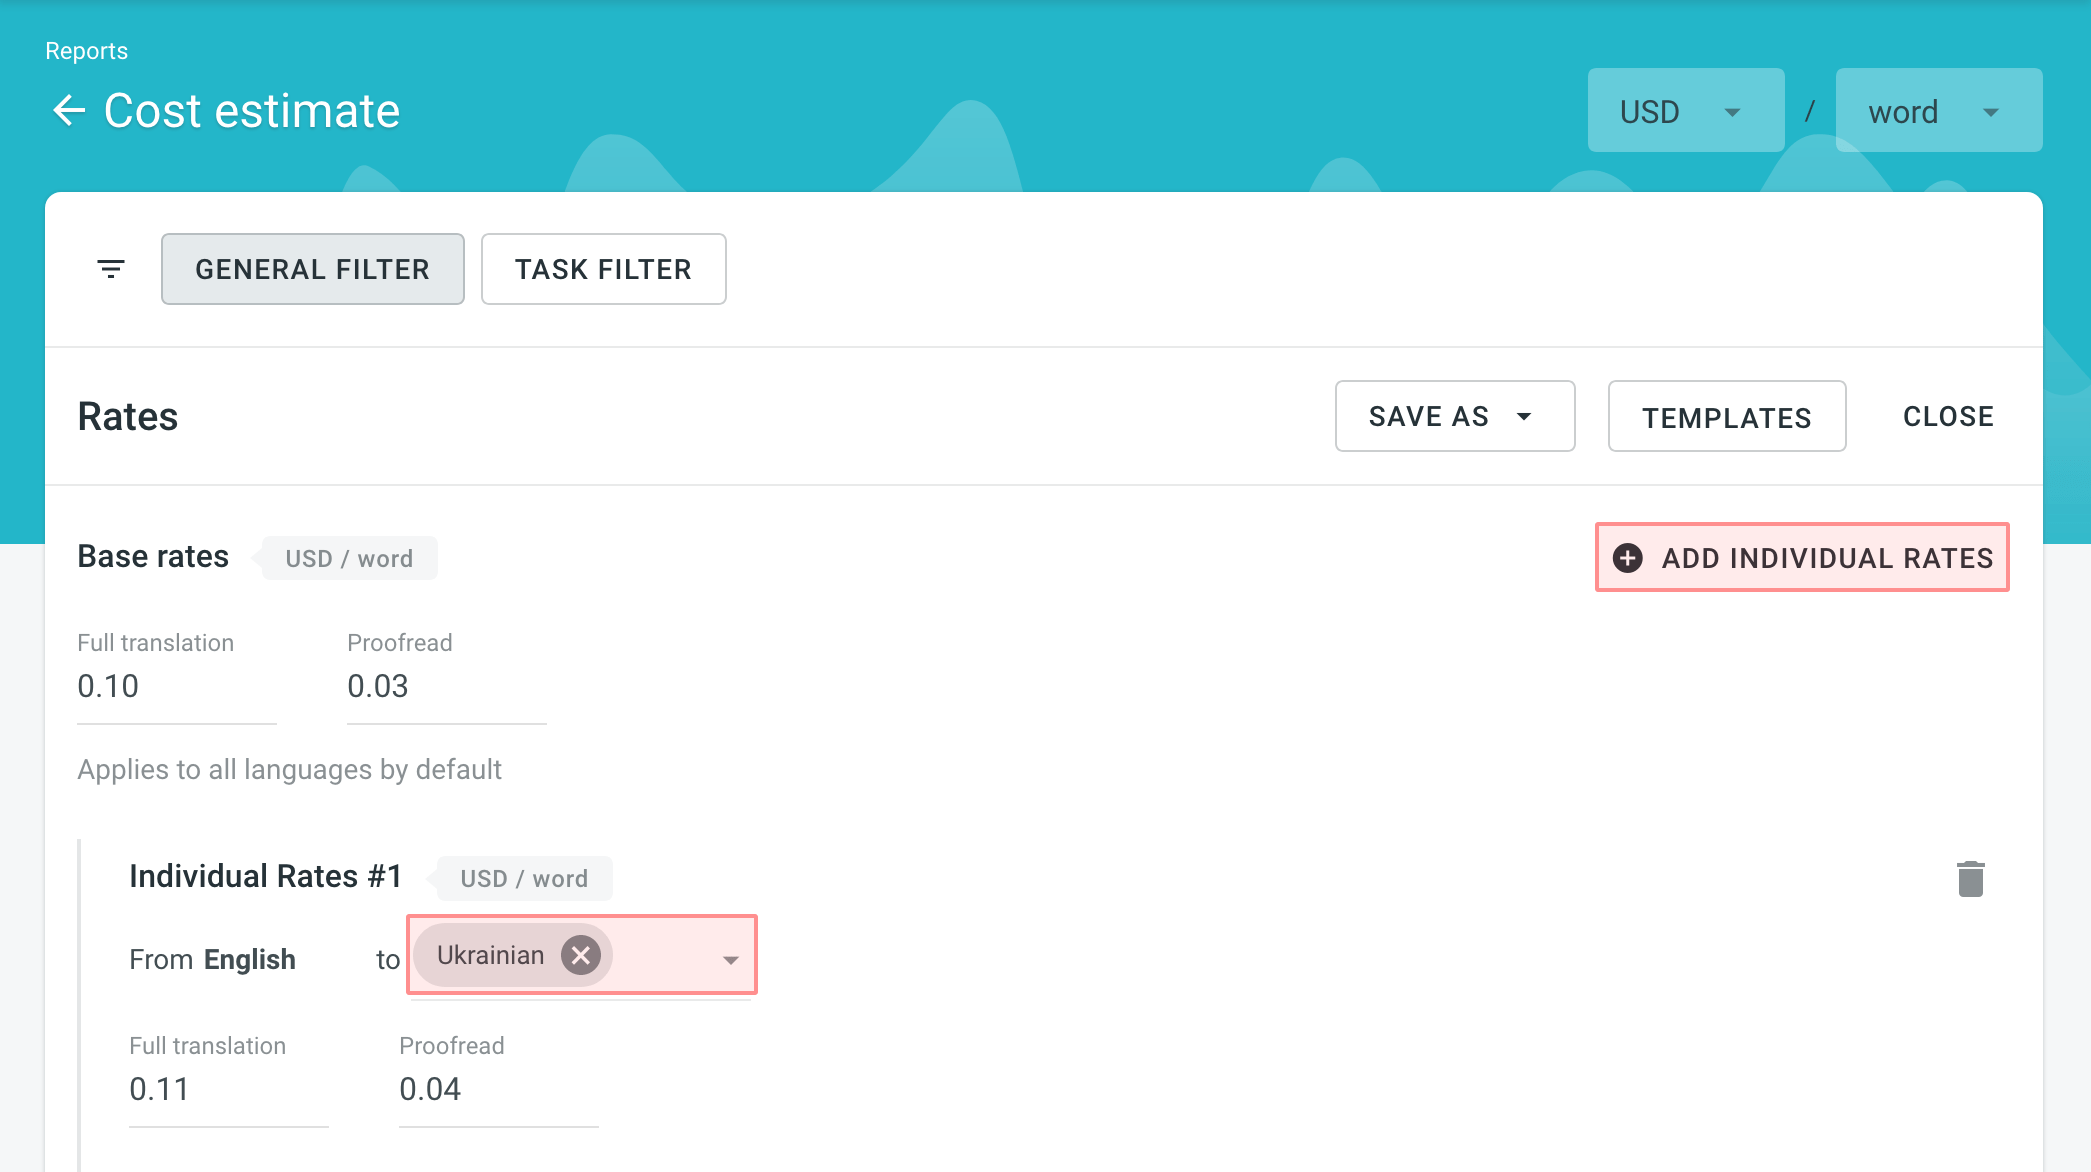 Reports
Cost estimate
USD / word
GENERAL FILTER TASK FILTER
Rates SAVE AS TEMPLATES CLOSE
Base rates USD / word ADD INDIVIDUAL RATES
Full translation Proofread
0.10 0.03
Applies to all languages by default
Individual Rates #1 USD / word
From English to Ukrainian
Full translation Proofread
0.11 0.04